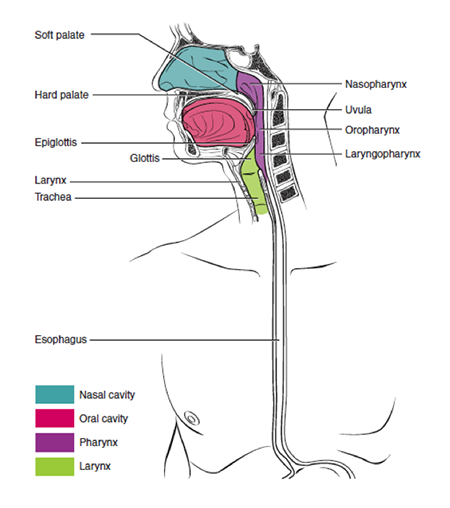 Soft palate
Hard palate
Epiglottis
Glottis
Larynx
Trachea
Nasopharynx
Uvula
Oropharynx
Laryngopharynx
Esophagus
Nasal cavity
Oral cavity
Pharynx
Larynx